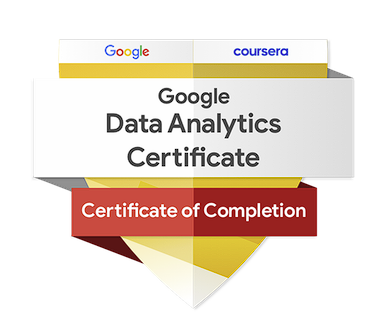 Google coursera
Google
Data Analytics
Certificate
Certificate of Completion